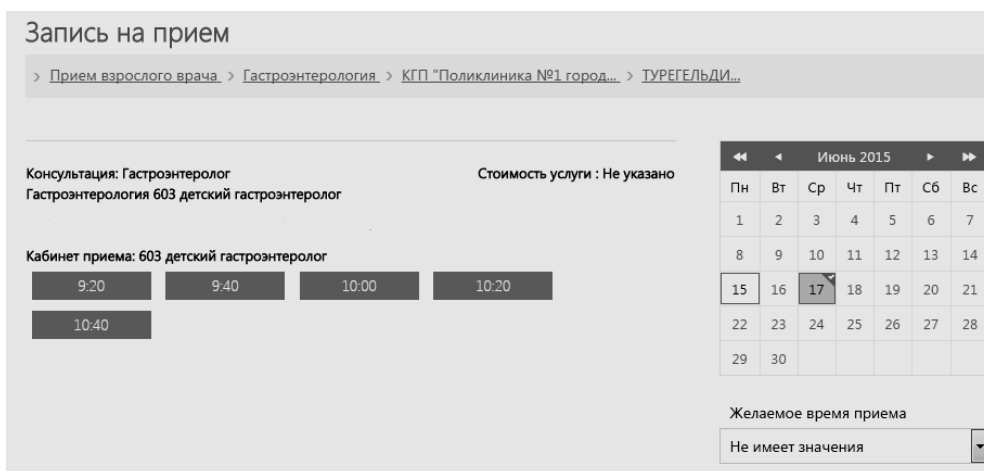 Запись на прием
> Прием взрослого врача > Гастроэнтерология > КГП "Поликлиника №1 город... > ТУРЕГЕЛЬДИ...
Консультация: Гастроэнтеролог
Стоимость услуги : Не указано
Гастроэнтерология 603 детский гастроэнтеролог
Кабинет приема: 603 детский гастроэнтеролог
9:20 9:40 10:00 10:20
10:40
Июнь 2015
Пн Вт Ср Чт Пт Сб Вс
1 2 3 4 5 6 7
8 9 10 11 12 13 14
15 16 17 18 19 20 21
22 23 24 25 26 27 28
29 30
Желаемое время приема
Не имеет значения